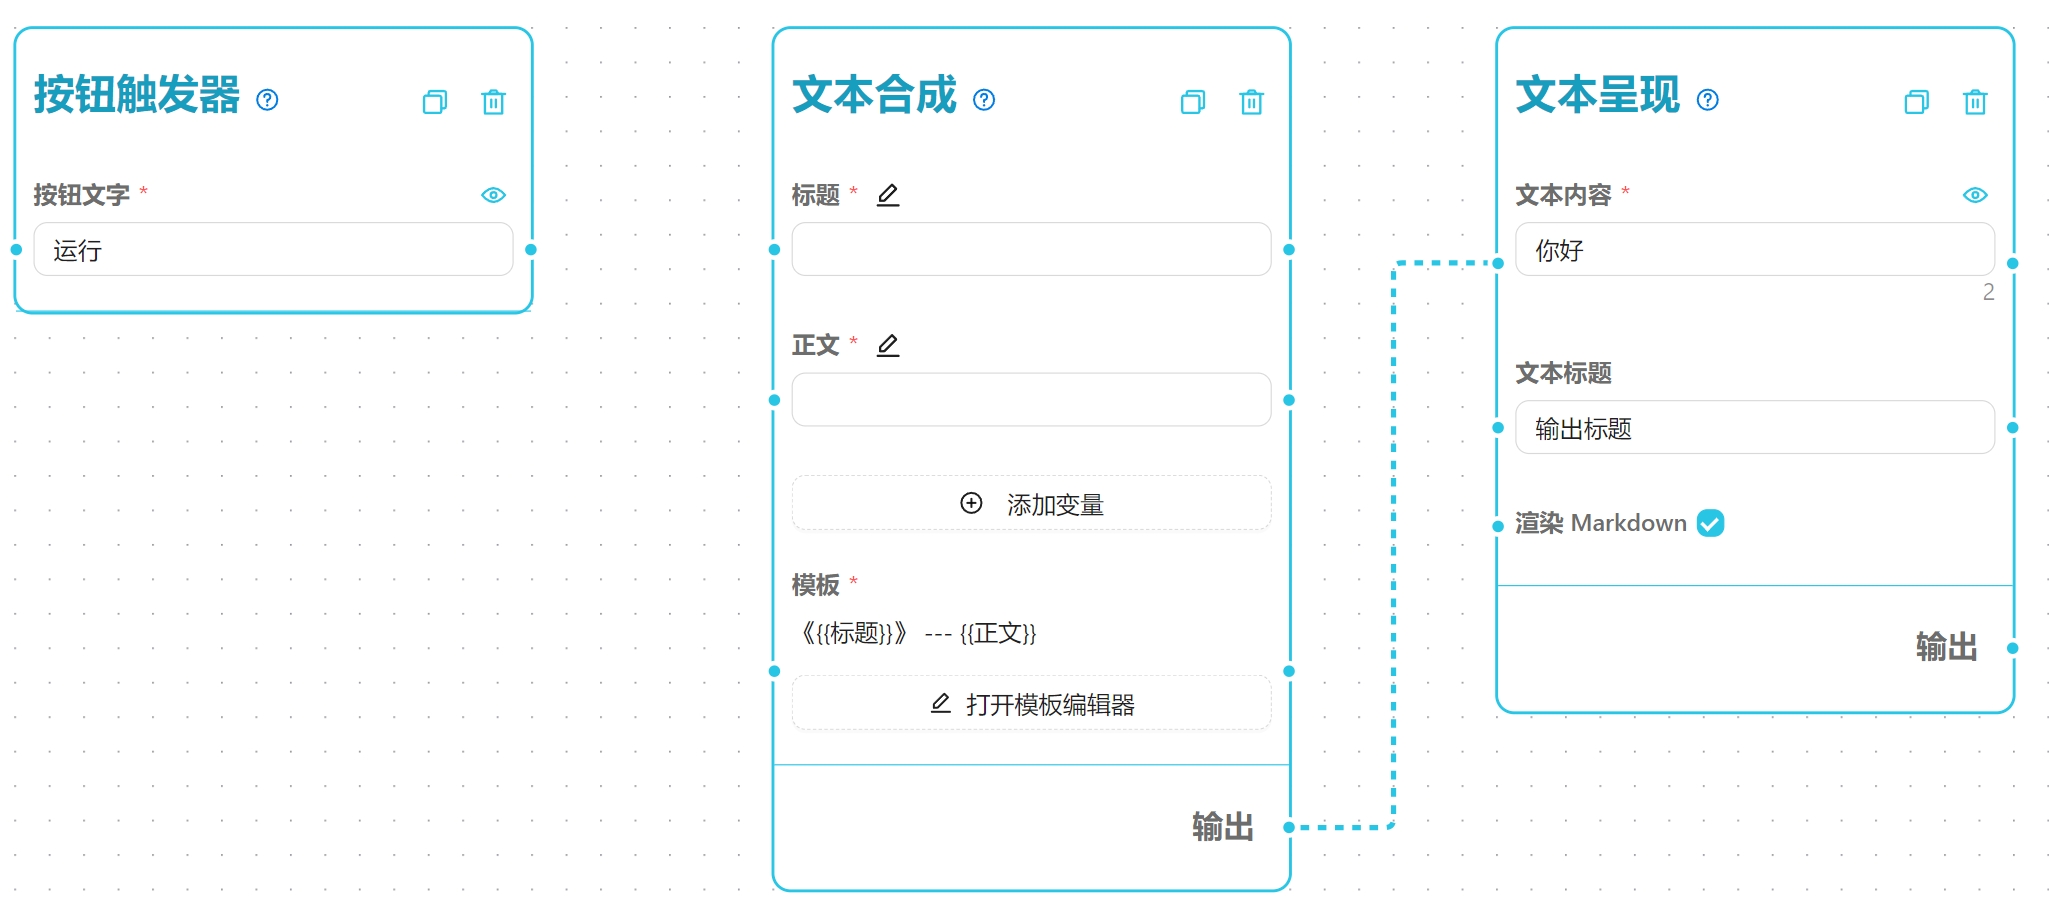 按钮触发器
按钮文字 *
运行
文本合成
标题 *
正文 *
添加变量
模板 *
《{{标题}}》 --- {{正文}}
打开模板编辑器
输出
文本呈现
文本内容 *
你好
2
文本标题
输出标题
渲染 Markdown
输出